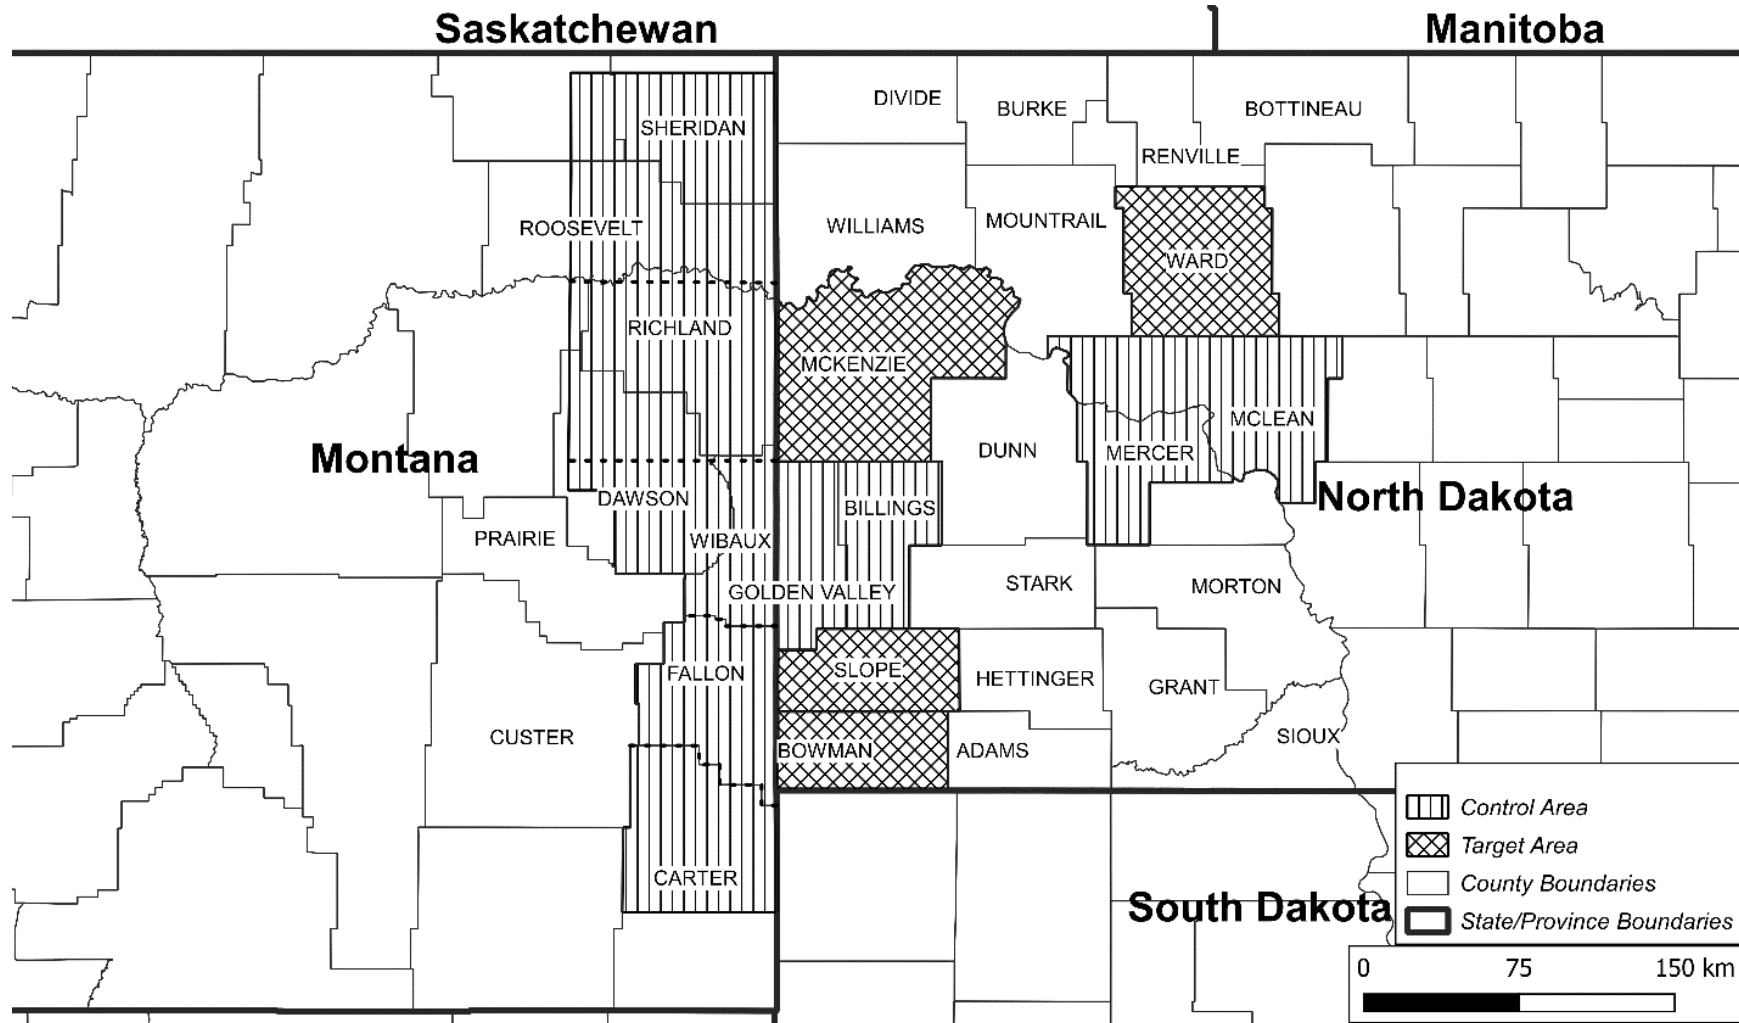 Saskatchewan
Manitoba
DIVIDE
BURKE
BOTTINEAU
SHERIDAN
RENVILLE
ROOSEVELT
WILLIAMS
MOUNTRAIL
WARD
RICHLAND
MCKENZIE
MCLEAN
Montana
DUNN
MERCER
DAWSON
BILLINGS
North Dakota
PRAIRIE
WIBAUX
GOLDEN VALLEY
STARK
MORTON
FALLON
SLOPE
HETTINGER
GRANT
CUSTER
BOWMAN
ADAMS
SIOUX
CARTER
South Dakota
Control Area
Target Area
County Boundaries
State/Province Boundaries
0 75 150 km